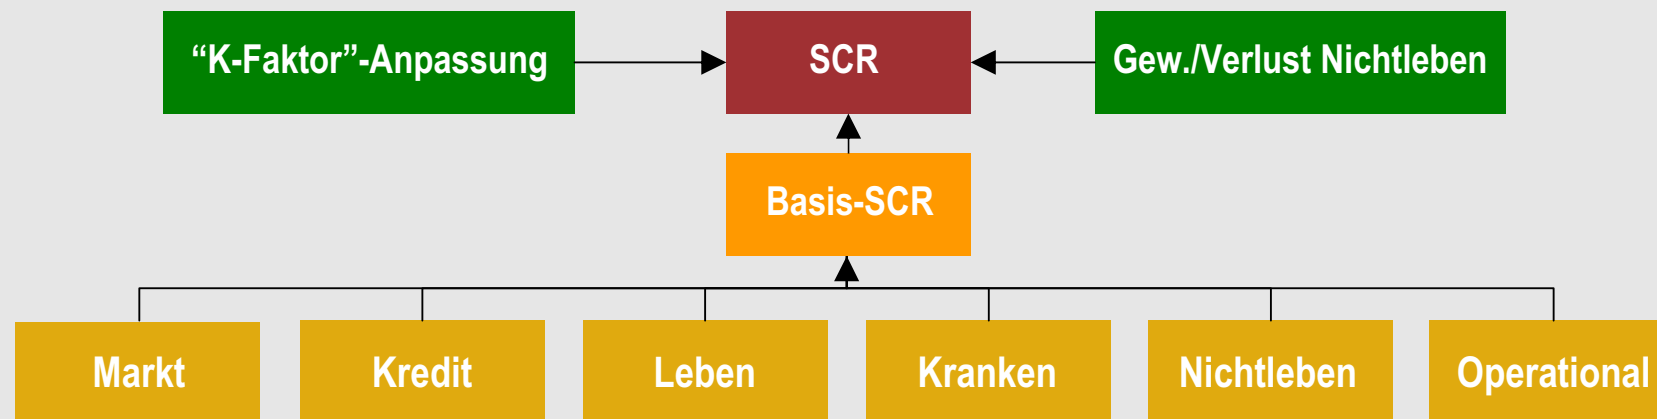 “K-Faktor”-Anpassung
SCR
Gew./Verlust Nichtleben
Basis-SCR
Markt
Kredit
Leben
Kranken
Nichtleben
Operational